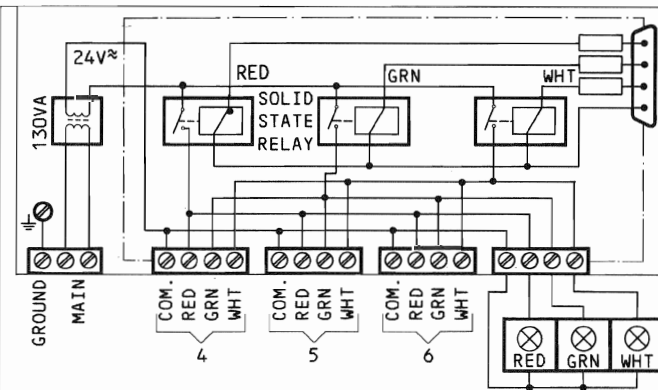 24V≈
RED
GRN
WHT
130VA
SOLID
STATE
RELAY
GROUND
MAIN
COM.
RED
GRN
WHT
COM.
RED
GRN
WHT
COM.
RED
GRN
WHT
4
5
6
RED
GRN
WHT